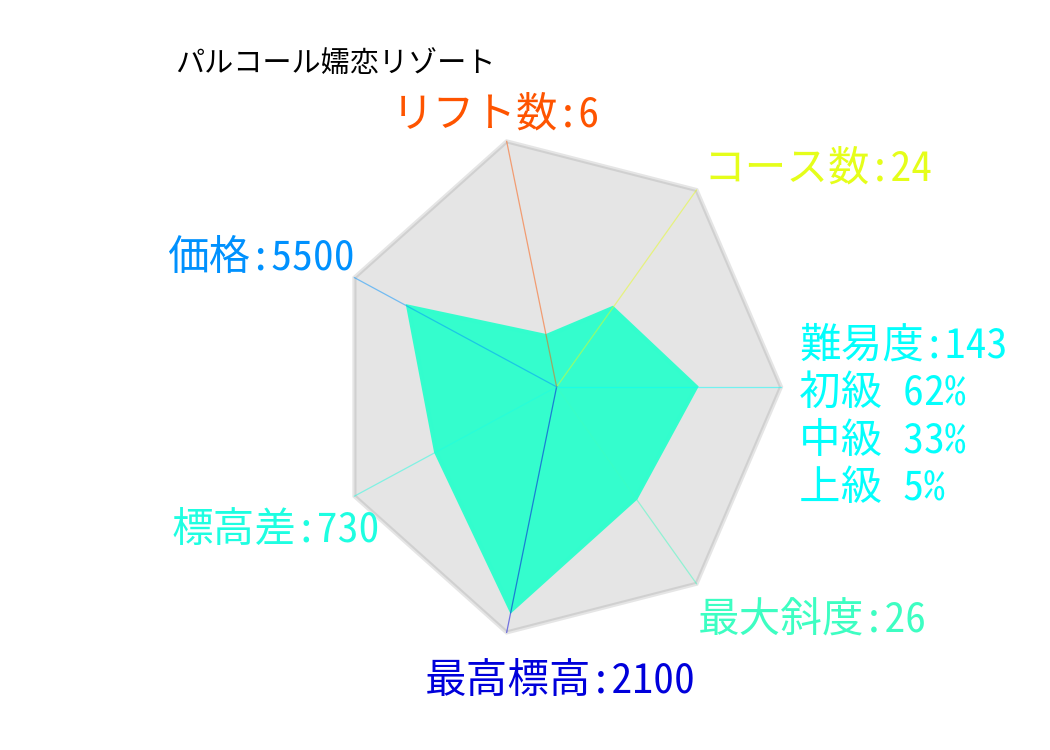 パルコール嬬恋リゾート
リフト数:6
コース数:24
価格:5500
難易度:143
初級 62%
中級 33%
上級 5%
標高差:730
最大斜度:26
最高標高:2100